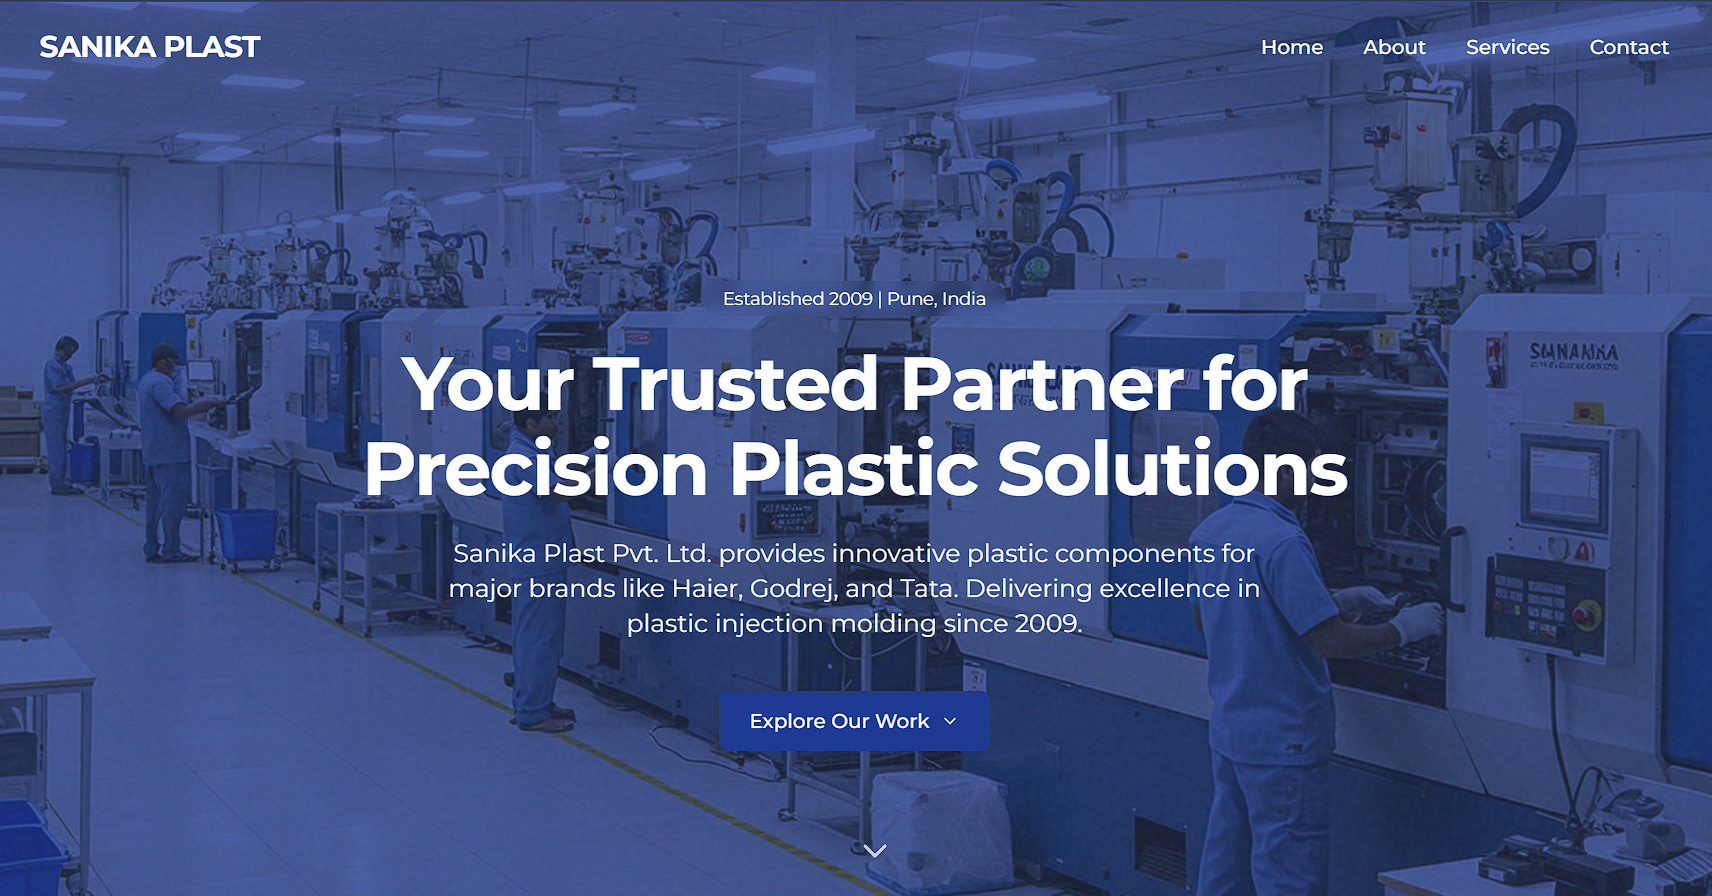 SANIKA PLAST
Home About Services Contact
Established 2009 | Pune, India
Your Trusted Partner for
Precision Plastic Solutions
Sanika Plast Pvt. Ltd. provides innovative plastic components for
major brands like Haier, Godrej, and Tata. Delivering excellence in
plastic injection molding since 2009.
Explore Our Work